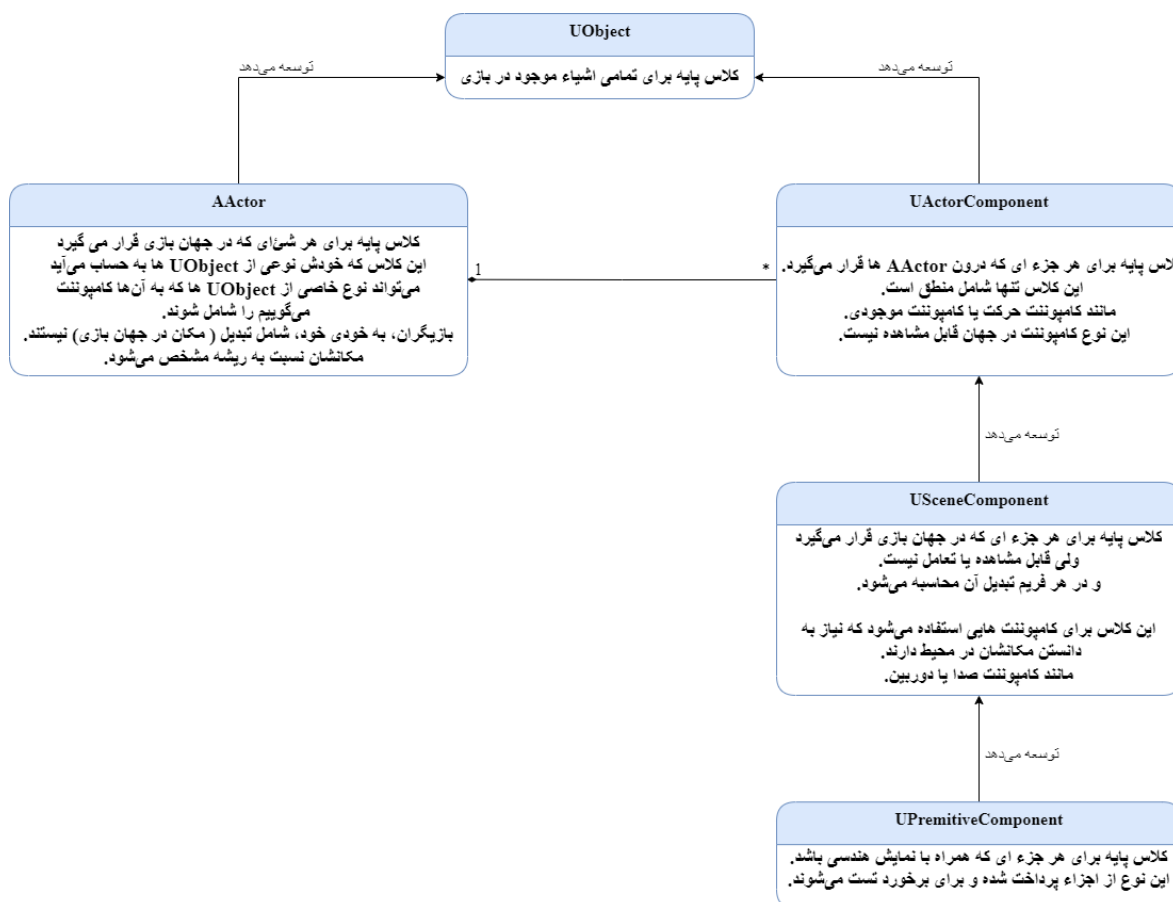 UObject
کلاس پایه برای تمامی اشیاء موجود در بازی
توسعه می‌دهد
توسعه می‌دهد
AActor
کلاس پایه برای هر شئ‌ای که در جهان بازی قرار می گیرد
این کلاس که خودش نوعی از UObject ها به حساب می‌آید
می‌تواند نوع خاصی از UObject ها که به آن‌ها کامپوننت
می‌گوییم را شامل شوند.
بازیگران، به خودی خود، شامل تبدیل ( مکان در جهان بازی) نیستند.
مکانشان نسبت به ریشه مشخص می‌شود.
1
*
UActorComponent
پایه برای هر جزء ای که درون AActor ها قرار می‌گیرد.
این کلاس تنها شامل منطق است.
مانند کامپوننت حرکت یا کامپوننت موجودی.
این نوع کامپوننت در جهان قابل مشاهده نیست.
توسعه می‌دهد
USceneComponent
کلاس پایه برای هر جزء ای که در جهان بازی قرار می‌گیرد
ولی قابل مشاهده یا تعامل نیست.
و در هر فریم تبدیل آن محاسبه می‌شود.
این کلاس برای کامپوننت هایی استفاده می‌شود که نیاز به
دانستن مکانشان در محیط دارند.
مانند کامپوننت صدا یا دوربین.
توسعه می‌دهد
UPremitiveComponent
کلاس پایه برای هر جزء ای که همراه با نمایش هندسی باشد.
این نوع از اجزاء پرداخت شده و برای برخورد تست می‌شوند.